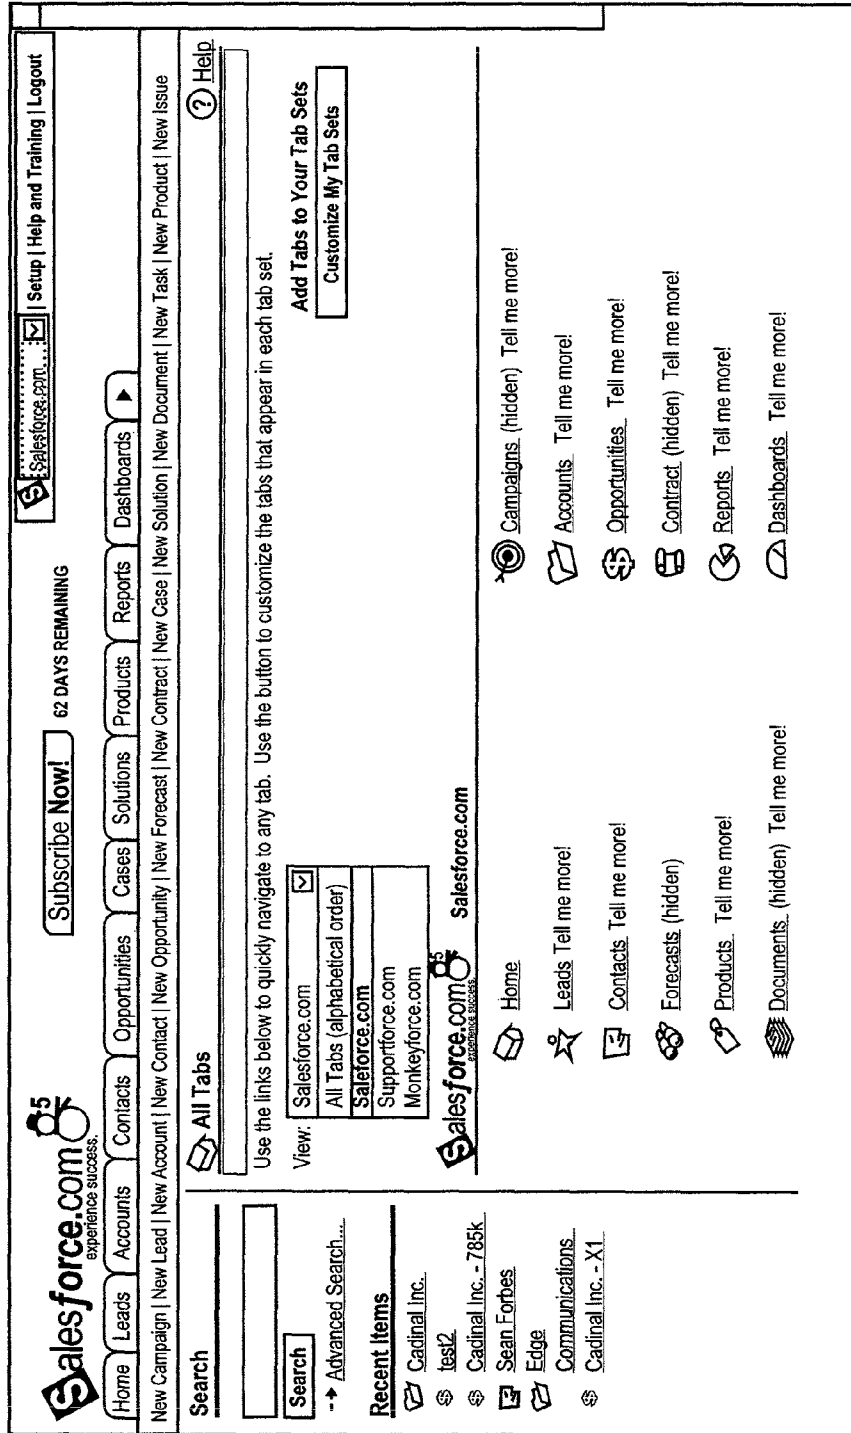 Salesforce.com
5
experience success.
Subscribe Now!
62 DAYS REMAINING
S Salesforce.com | Setup | Help and Training | Logout
Home Leads Accounts Contacts Opportunities Cases Solutions Products Reports Dashboards
New Campaign | New Lead | New Account | New Contact | New Opportunity | New Forecast | New Contract | New Case | New Solution | New Document | New Task | New Product | New Issue
Search
Search
Advanced Search...
Recent Items
Cadinal Inc.
test2
Cadinal Inc. - 785k
Sean Forbes
Edge
Communications
Cadinal Inc. - X1
All Tabs
? Help
Use the links below to quickly navigate to any tab. Use the button to customize the tabs that appear in each tab set.
View: Salesforce.com
All Tabs (alphabetical order)
Saleforce.com
Supportforce.com
Monkeyforce.com
Add Tabs to Your Tab Sets
Customize My Tab Sets
Salesforce.com
experience success.
Salesforce.com
Home
Campaigns (hidden) Tell me more!
Leads Tell me more!
Accounts Tell me more!
Contacts Tell me more!
Opportunities Tell me more!
Forecasts (hidden)
Contract (hidden) Tell me more!
Products Tell me more!
Reports Tell me more!
Documents (hidden) Tell me more!
Dashboards Tell me more!